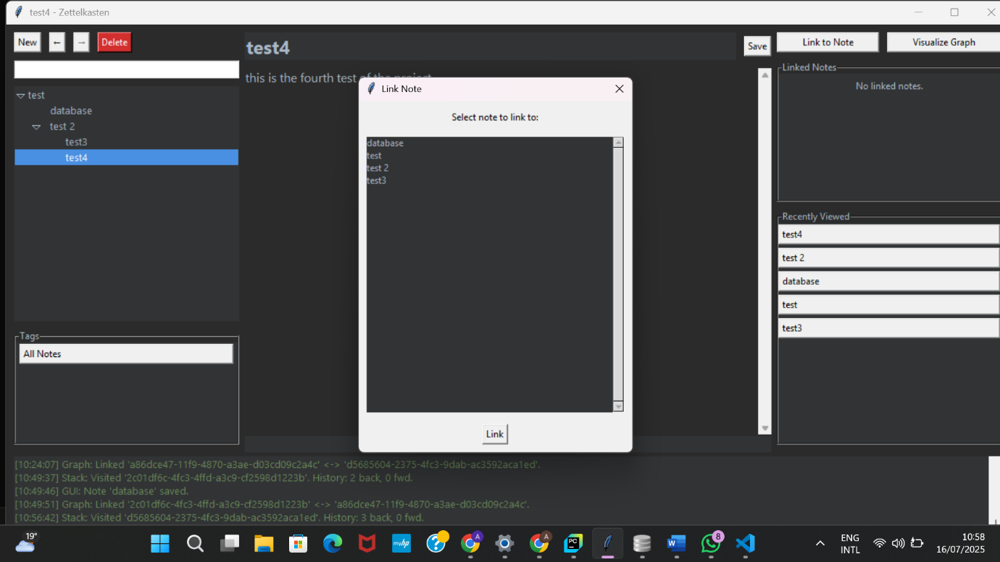 test4 - Zettelkasten
New
←
→
Delete
test4
Save
Link to Note
Visualize Graph
this is the fourth test of the project
Linked Notes
No linked notes.
test
database
test 2
test3
test4
Link Note
Select note to link to:
database
test
test 2
test3
Link
Recently Viewed
test4
test 2
database
test
test3
Tags
All Notes
[10:24:07] Graph: Linked 'a86dce47-11f9-4870-a3ae-d03cd09c2a4c' <-> 'd5685604-2375-4fc3-9dab-ac3592aca1ed'.
[10:49:37] Stack: Visited '2c01df6c-4fc3-4ffd-a3c9-cf2598d1223b'. History: 2 back, 0 fwd.
[10:49:46] GUI: Note 'database' saved.
[10:49:51] Graph: Linked '2c01df6c-4fc3-4ffd-a3c9-cf2598d1223b' <-> 'a86dce47-11f9-4870-a3ae-d03cd09c2a4c'.
[10:56:42] Stack: Visited 'd5685604-2375-4fc3-9dab-ac3592aca1ed'. History: 3 back, 0 fwd.
19°
myhp
A
A
PC
W
8
ENG
INTL
10:58
16/07/2025